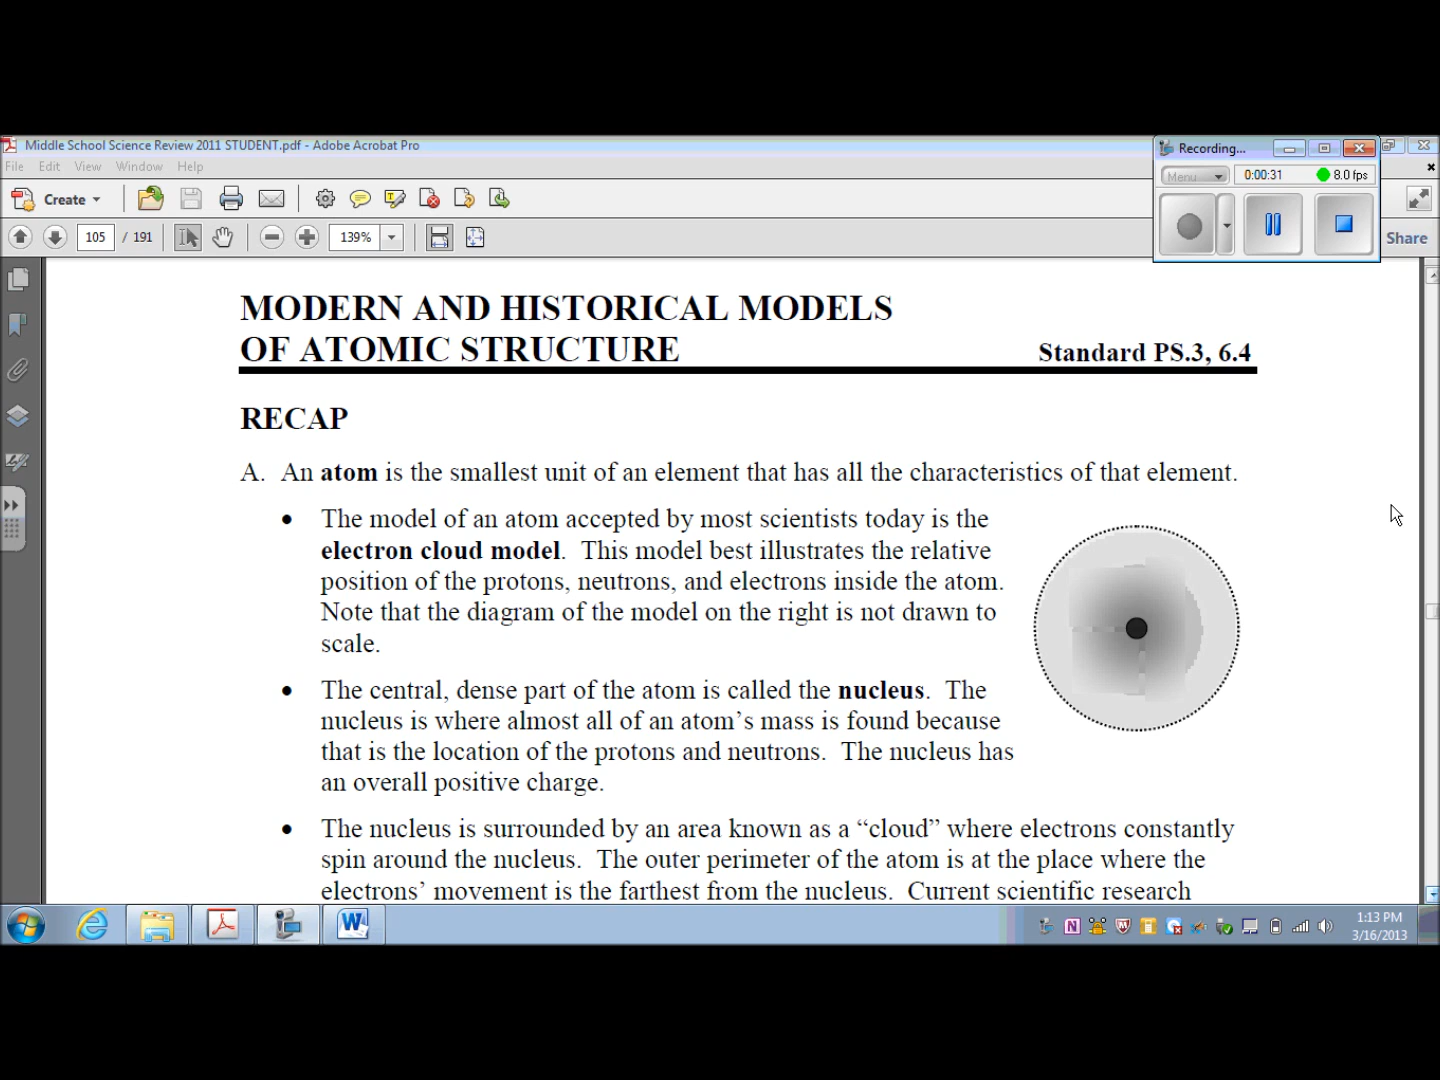 Middle School Science Review 2011 STUDENT.pdf - Adobe Acrobat Pro
Recording...
File Edit View Window Help
Menu 0:00:31 8.0 fps
Create
105 / 191 139% Share
MODERN AND HISTORICAL MODELS
OF ATOMIC STRUCTURE Standard PS.3, 6.4
RECAP
A. An atom is the smallest unit of an element that has all the characteristics of that element.
• The model of an atom accepted by most scientists today is the
electron cloud model. This model best illustrates the relative
position of the protons, neutrons, and electrons inside the atom.
Note that the diagram of the model on the right is not drawn to
scale.
• The central, dense part of the atom is called the nucleus. The
nucleus is where almost all of an atom’s mass is found because
that is the location of the protons and neutrons. The nucleus has
an overall positive charge.
• The nucleus is surrounded by an area known as a “cloud” where electrons constantly
spin around the nucleus. The outer perimeter of the atom is at the place where the
electrons’ movement is the farthest from the nucleus. Current scientific research
1:13 PM
3/16/2013